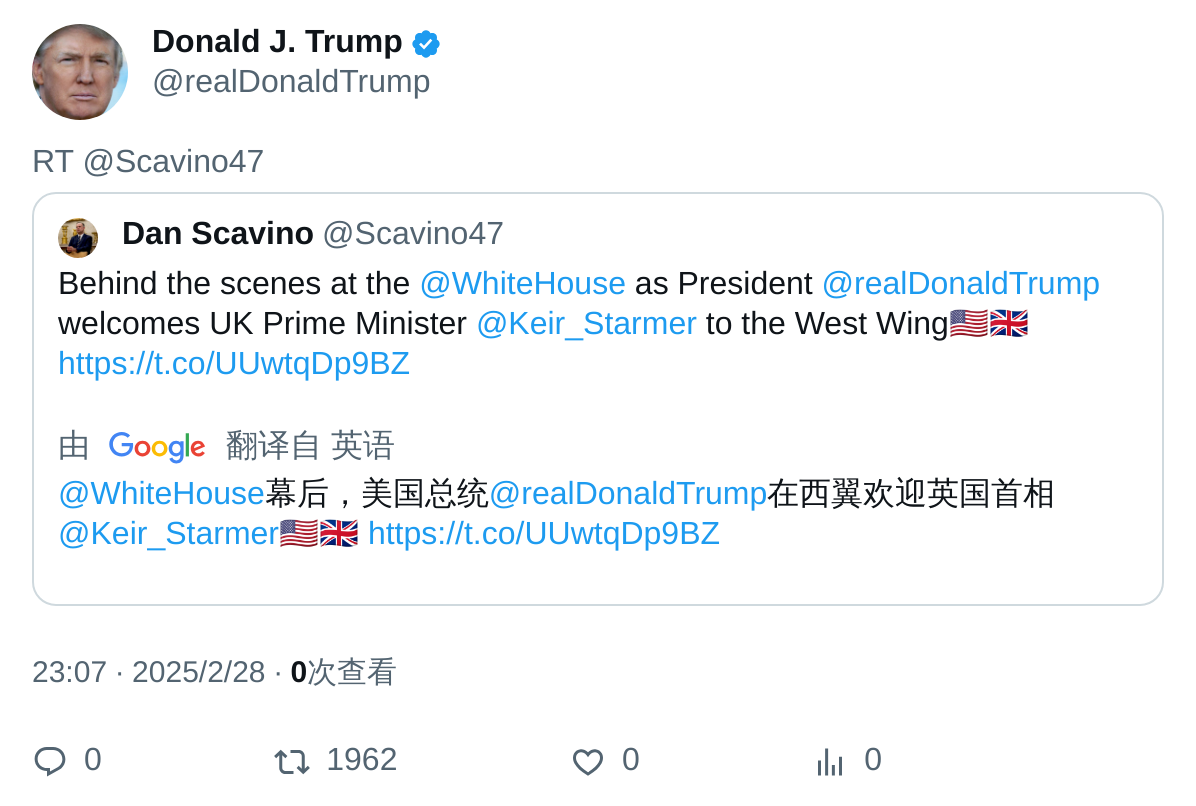 Donald J. Trump
@realDonaldTrump
RT @Scavino47
Dan Scavino @Scavino47
Behind the scenes at the @WhiteHouse as President @realDonaldTrump
welcomes UK Prime Minister @Keir_Starmer to the West Wing🇺🇸🇬🇧
https://t.co/UUwtqDp9BZ
由 Google 翻译自 英语
@WhiteHouse幕后，美国总统@realDonaldTrump在西翼欢迎英国首相
@Keir_Starmer🇺🇸🇬🇧 https://t.co/UUwtqDp9BZ
23:07 · 2025/2/28 · 0次查看
0 1962 0 0